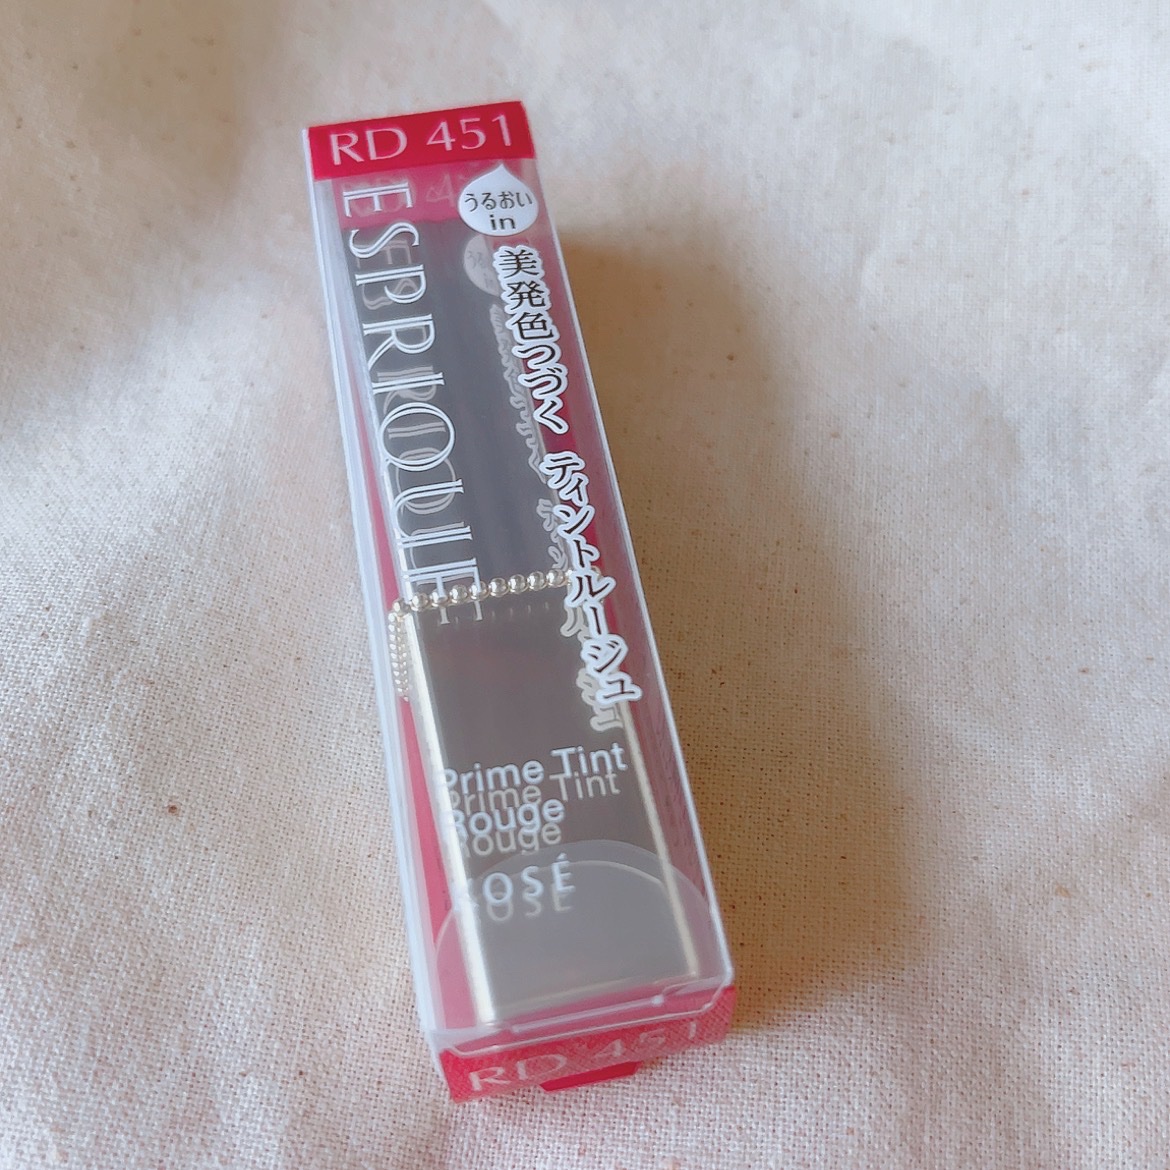 RD 451
うるおい
in
ESPRIQUE
美発色つづく ティントルージュ
Prime Tint
Rouge
KOSÉ
RD 451